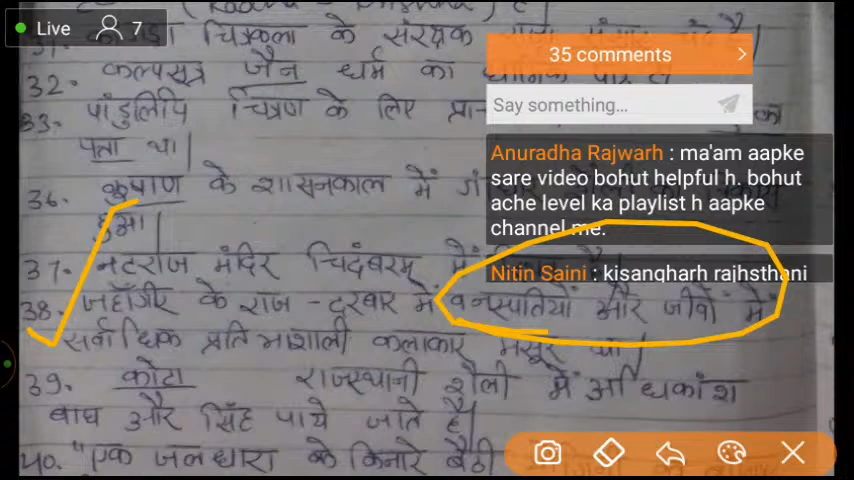 Live 7
35 comments
31. चित्रकला के संरक्षक
Say something...
32. कल्पसूत्र जैन धर्म का
33. पांडुलिपि चित्रण के लिए
पता था|
Anuradha Rajwarh : ma'am aapke
sare video bohut helpful h. bohut
ache level ka playlist h aapke
channel me.
36. कुषाण के शासनकाल में
हुआ|
37. नटराज मंदिर चिदंबरम् में
Nitin Saini : kisangharh rajhsthani
38. जहाँगीर के राज-दरबार में वनस्पतियों और जीवों में
सर्वाधिक प्रतिभाशाली कलाकार मंसूर था|
39. कोटा राजस्थानी शैली में अधिकांश
बाघ और सिंह पाये जाते है|
40. "एक जलधारा के किनारे बैठी